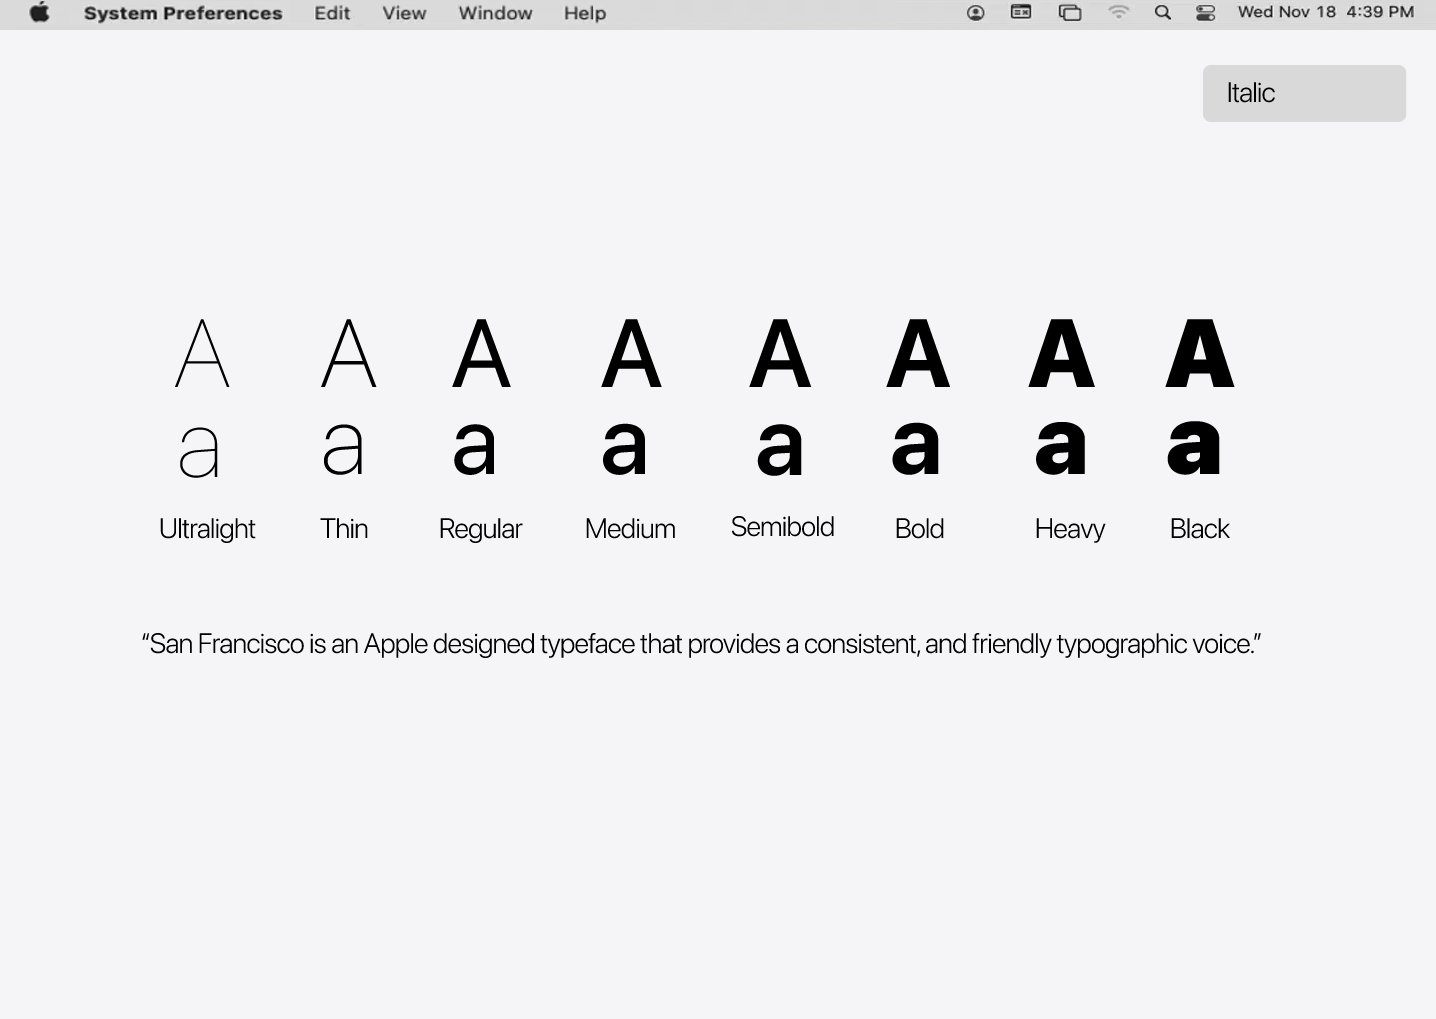 System Preferences Edit View Window Help Wed Nov 18 4:39 PM
Italic
A A A A A A A A
a a a a a a a a
Ultralight Thin Regular Medium Semibold Bold Heavy Black
“San Francisco is an Apple designed typeface that provides a consistent, and friendly typographic voice.”